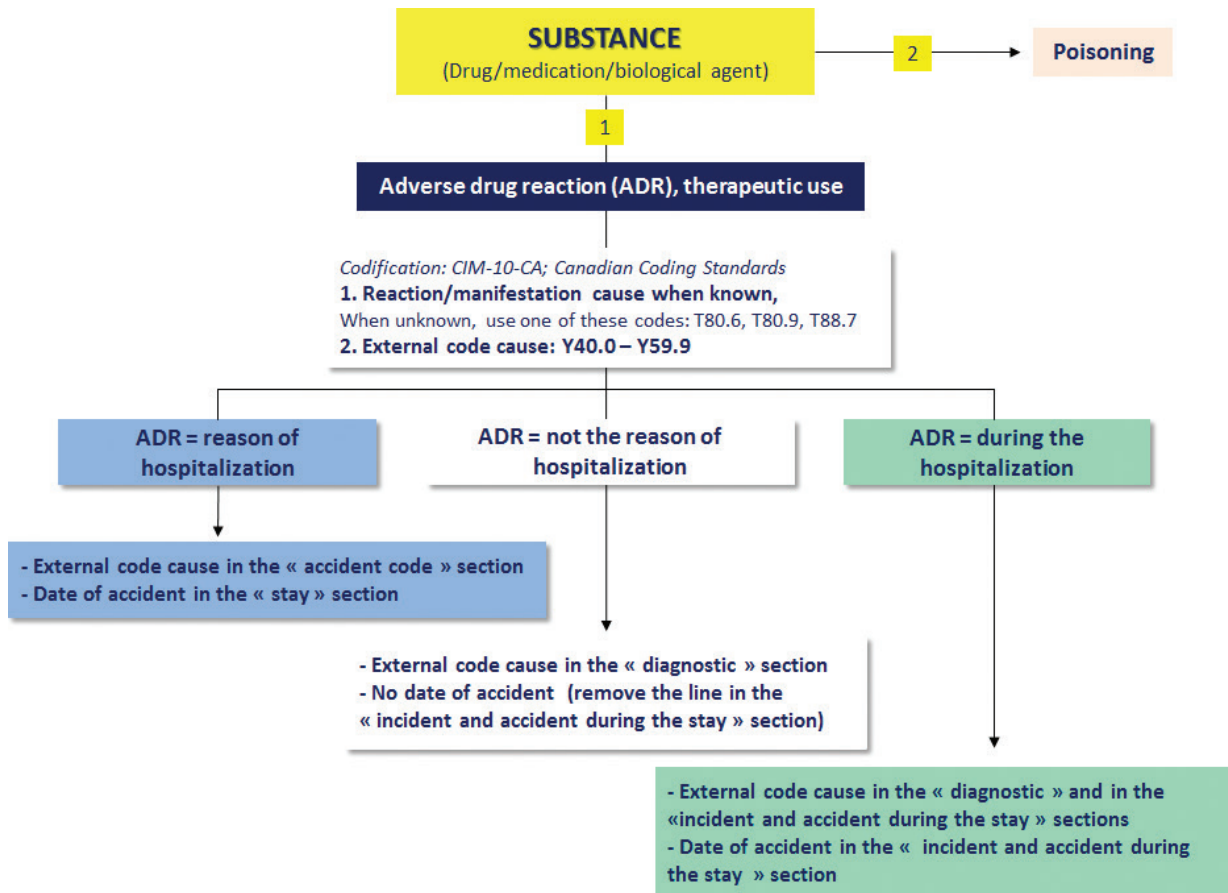 SUBSTANCE
(Drug/medication/biological agent)
2
Poisoning
1
Adverse drug reaction (ADR), therapeutic use
Codification: CIM-10-CA; Canadian Coding Standards
1. Reaction/manifestation cause when known,
When unknown, use one of these codes: T80.6, T80.9, T88.7
2. External code cause: Y40.0 – Y59.9
ADR = reason of
hospitalization
ADR = not the reason of
hospitalization
ADR = during the
hospitalization
- External code cause in the « accident code » section
- Date of accident in the « stay » section
- External code cause in the « diagnostic » section
- No date of accident (remove the line in the
« incident and accident during the stay » section)
- External code cause in the « diagnostic » and in the
«incident and accident during the stay » sections
- Date of accident in the « incident and accident during
the stay » section